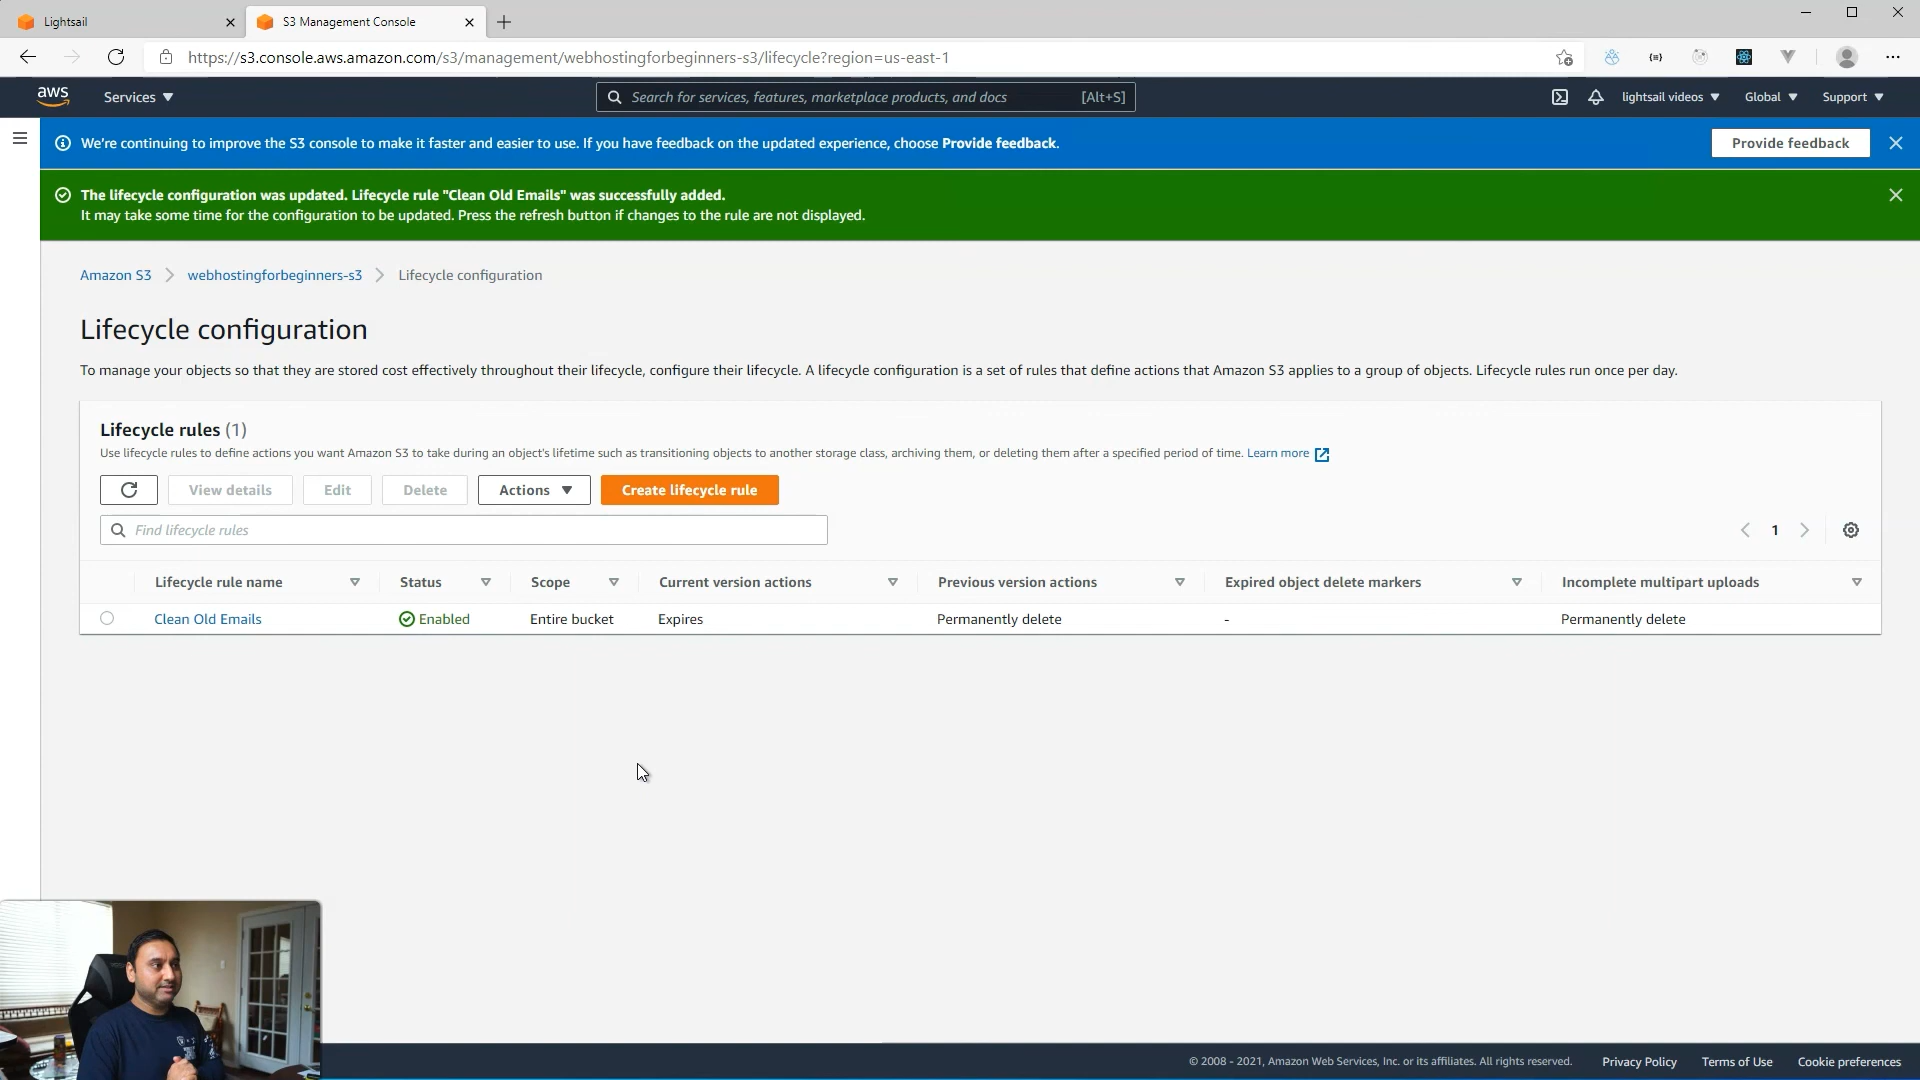 Lightsail
S3 Management Console
https://s3.console.aws.amazon.com/s3/management/webhostingforbeginners-s3/lifecycle?region=us-east-1
aws
Services
Search for services, features, marketplace products, and docs
[Alt+S]
lightsail videos
Global
Support
We're continuing to improve the S3 console to make it faster and easier to use. If you have feedback on the updated experience, choose Provide feedback.
Provide feedback
The lifecycle configuration was updated. Lifecycle rule "Clean Old Emails" was successfully added.
It may take some time for the configuration to be updated. Press the refresh button if changes to the rule are not displayed.
Amazon S3 > webhostingforbeginners-s3 > Lifecycle configuration
Lifecycle configuration
To manage your objects so that they are stored cost effectively throughout their lifecycle, configure their lifecycle. A lifecycle configuration is a set of rules that define actions that Amazon S3 applies to a group of objects. Lifecycle rules run once per day.
Lifecycle rules (1)
Use lifecycle rules to define actions you want Amazon S3 to take during an object's lifetime such as transitioning objects to another storage class, archiving them, or deleting them after a specified period of time. Learn more
View details
Edit
Delete
Actions
Create lifecycle rule
Find lifecycle rules
1
Lifecycle rule name Status Scope Current version actions Previous version actions Expired object delete markers Incomplete multipart uploads
Clean Old Emails Enabled Entire bucket Expires Permanently delete - Permanently delete
© 2008 - 2021, Amazon Web Services, Inc. or its affiliates. All rights reserved. Privacy Policy Terms of Use Cookie preferences